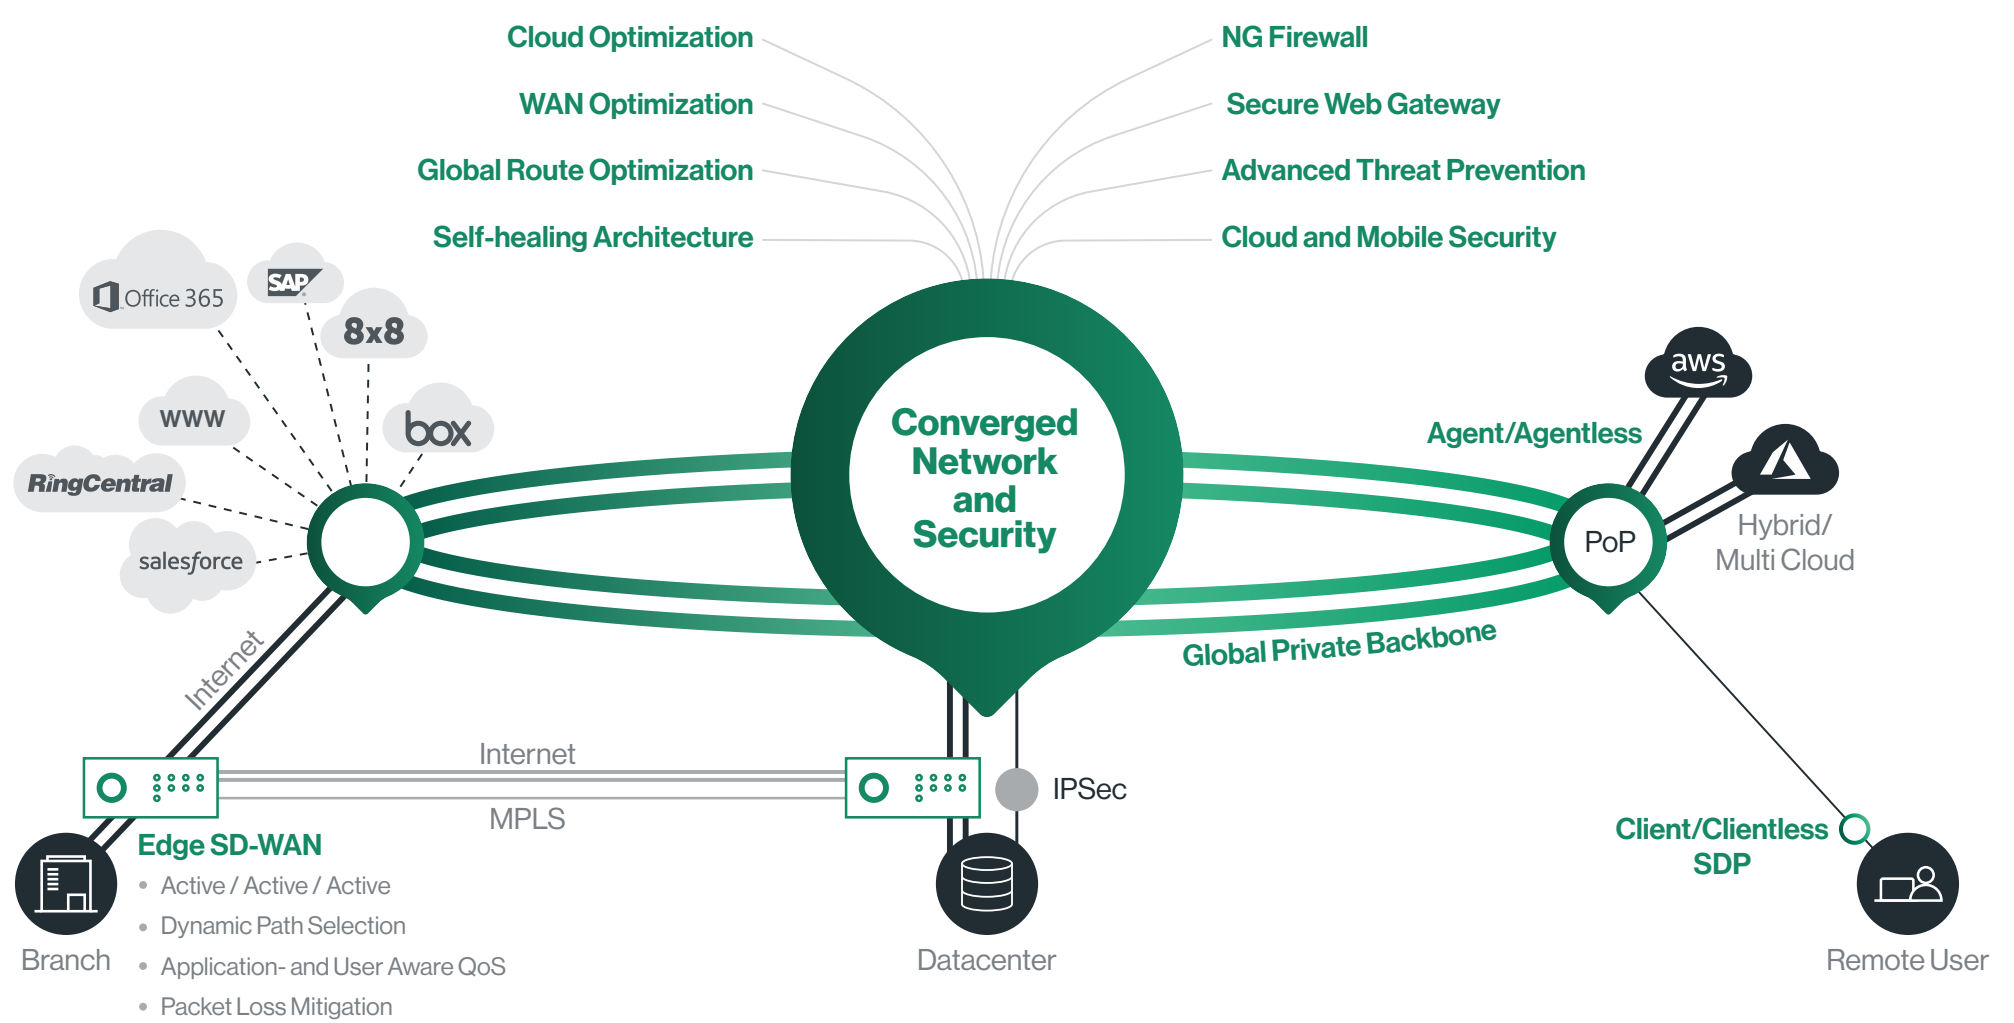 Cloud Optimization
NG Firewall
WAN Optimization
Secure Web Gateway
Global Route Optimization
Advanced Threat Prevention
Self-healing Architecture
Cloud and Mobile Security
Office 365
SAP
8x8
www
box
RingCentral
salesforce
Converged
Network
and
Security
aws
Agent/Agentless
PoP
Hybrid/
Multi Cloud
Global Private Backbone
Internet
Internet
MPLS
IPSec
Client/Clientless
SDP
Edge SD-WAN
• Active / Active / Active
• Dynamic Path Selection
• Application- and User Aware QoS
• Packet Loss Mitigation
Branch
Datacenter
Remote User